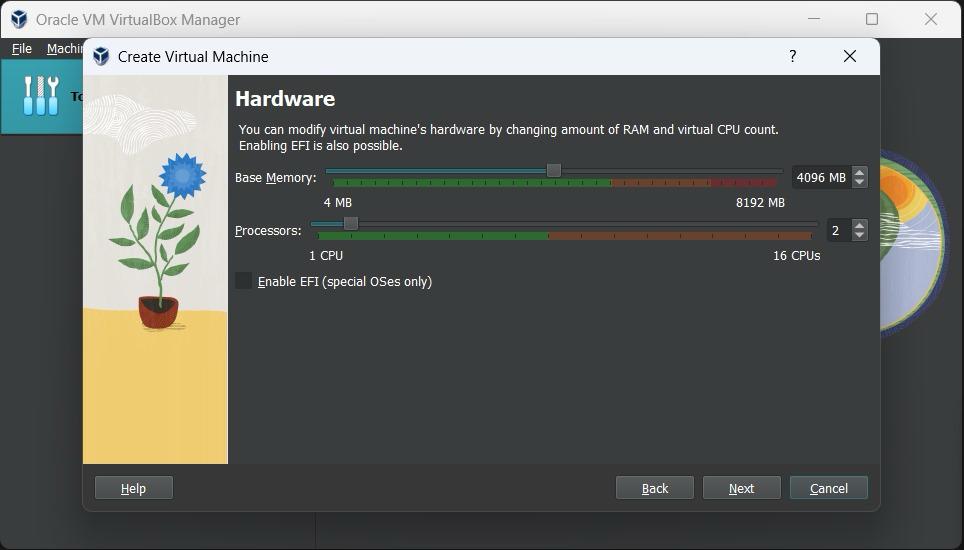 Oracle VM VirtualBox Manager
File Machin
Create Virtual Machine ?
To
Hardware
You can modify virtual machine's hardware by changing amount of RAM and virtual CPU count.
Enabling EFI is also possible.
Base Memory: 4096 MB
4 MB 8192 MB
Processors: 2
1 CPU 16 CPUs
Enable EFI (special OSes only)
Help Back Next Cancel